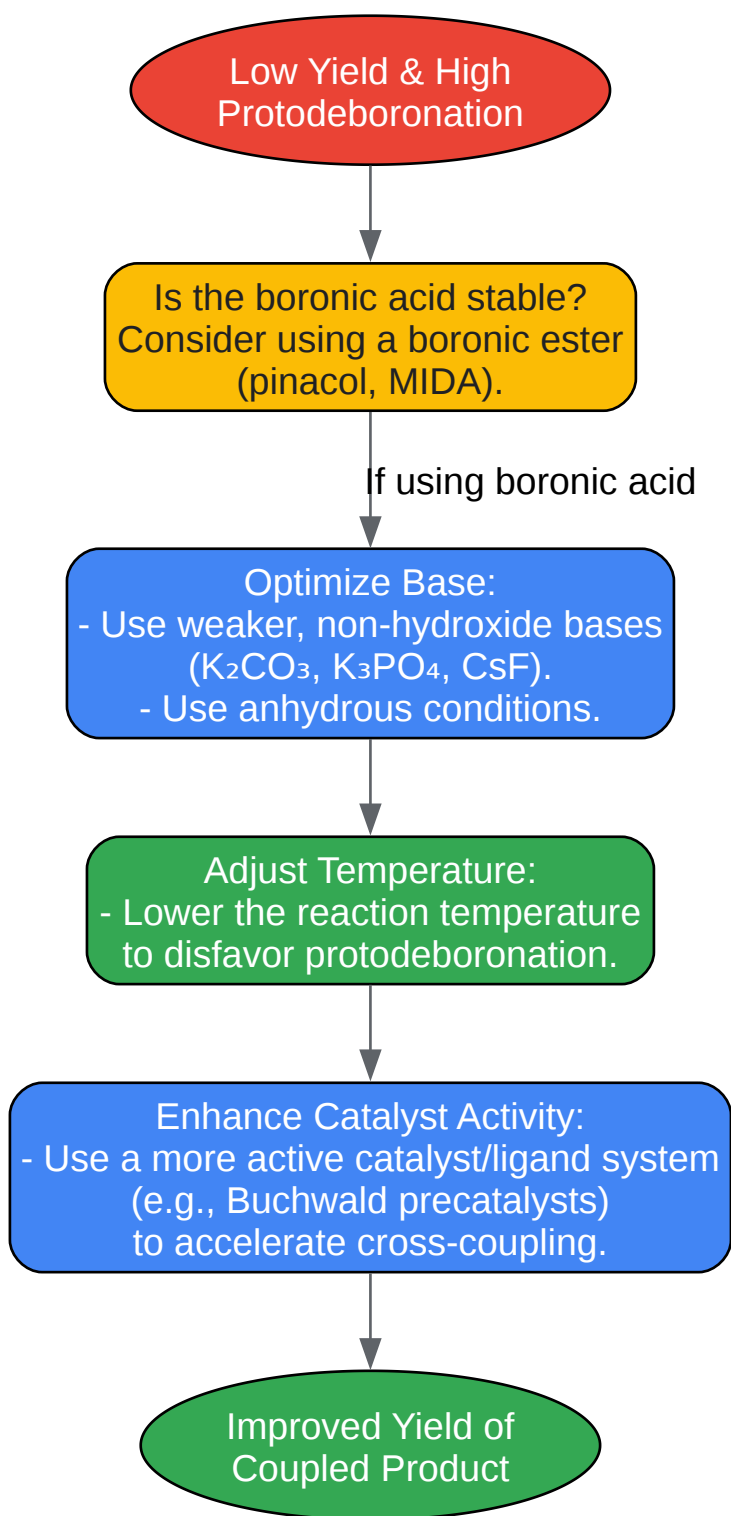 Low Yield & High
Protodeboronation
Is the boronic acid stable?
Consider using a boronic ester
(pinacol, MIDA).
If using boronic acid
Optimize Base:
- Use weaker, non-hydroxide bases
(K₂CO₃, K₃PO₄, CsF).
- Use anhydrous conditions.
Adjust Temperature:
- Lower the reaction temperature
to disfavor protodeboronation.
Enhance Catalyst Activity:
- Use a more active catalyst/ligand system
(e.g., Buchwald precatalysts)
to accelerate cross-coupling.
Improved Yield of
Coupled Product